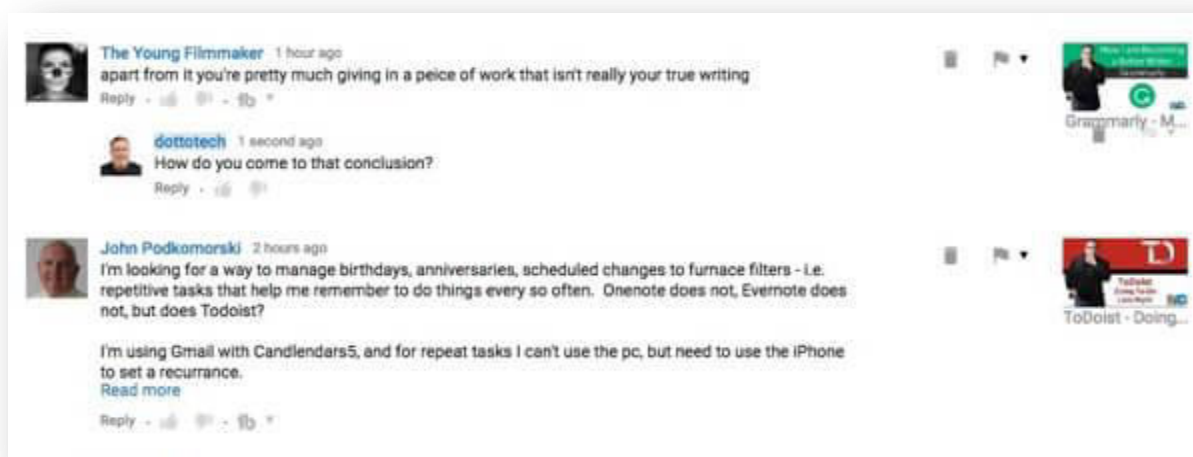 The Young Filmmaker 1 hour ago
apart from it you're pretty much giving in a peice of work that isn't really your true writing
Reply
Grammarly - M...
dottotech 1 second ago
How do you come to that conclusion?
Reply
John Podkomorski 2 hours ago
I'm looking for a way to manage birthdays, anniversaries, scheduled changes to furnace filters - i.e.
repetitive tasks that help me remember to do things every so often. Onenote does not, Evernote does
not, but does Todoist?
ToDoist - Doing...
I'm using Gmail with Candlendars5, and for repeat tasks I can't use the pc, but need to use the iPhone
to set a recurrance.
Read more
Reply